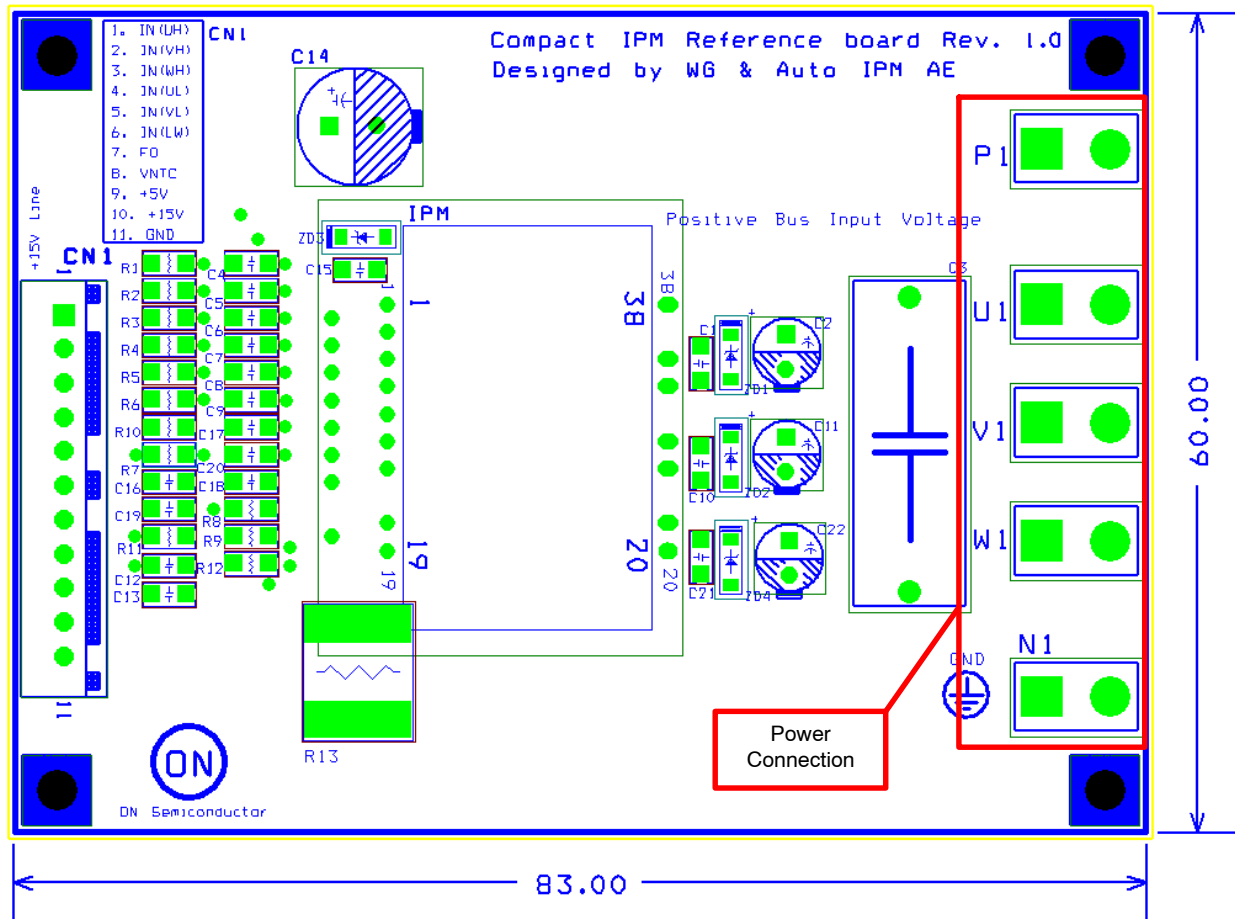 1. IN(UH)
2. IN(VH)
3. IN(WH)
4. IN(UL)
5. IN(VL)
6. IN(LW)
7. FO
8. VNTC
9. +5V
10. +15V
11. GND
CN1
Compact IPM Reference board Rev. 1.0
Designed by WG & Auto IPM AE
C14
+
P1
+15V Line
CN1
1
11
IPM
Positive Bus Input Voltage
ZD3
C15
C3
R1
R2
R3
R4
R5
R6
R10
R7
C16
C19
R11
C12
C13
C4
C5
C6
C7
C8
C9
C17
C20
C18
R8
R9
R12
1
1
38
38
19
19
20
20
C1
C2
ZD1
+
C11
C10
ZD2
+
C22
C21
ZD4
+
U1
V1
W1
N1
GND
R13
Power
Connection
ON
ON Semiconductor
60.00
83.00